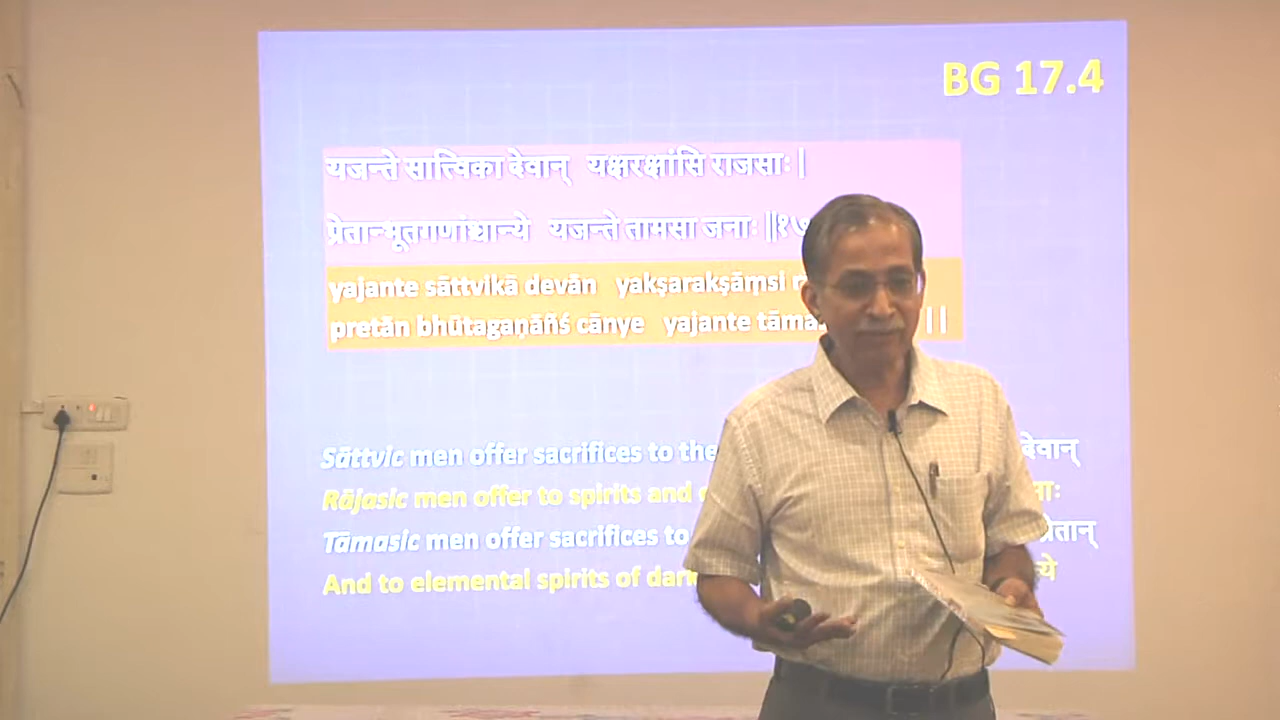 BG 17.4
यजन्ते सात्त्विका देवान् यक्षरक्षांसि राजसाः |
प्रेतान्भूतगणांश्चान्ये यजन्ते तामसा जनाः ||१७
yajante sāttvikā devān yakṣarakṣāṃsi
pretān bhūtagaṇāñś cānye yajante ||
Sāttvic men offer sacrifices to the देवान्
Rājasic men offer to spirits and
Tāmasic men offer sacrifices to प्रेतान्
And to elemental spirits of